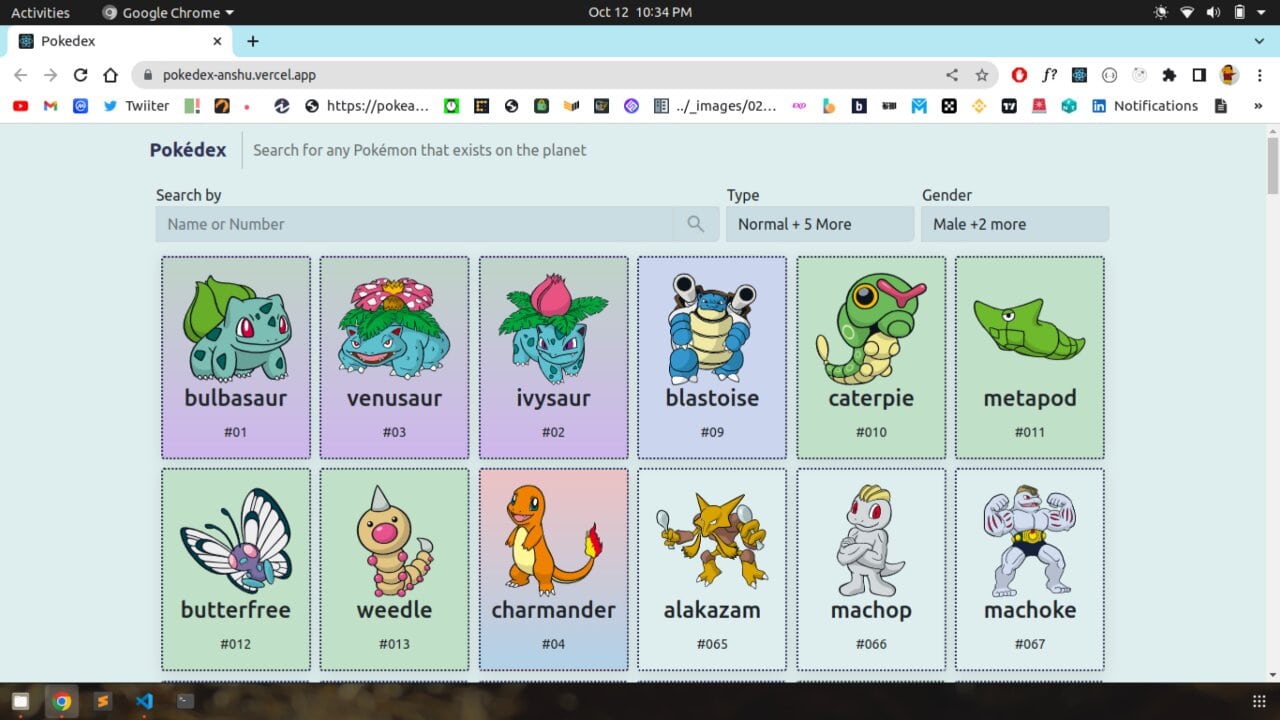 Activities Google Chrome Oct 12 10:34 PM
Pokedex
pokedex-anshu.vercel.app
f?
Twiiter https://pokea... ../_images/02... EXP b 17 in Notifications »
Pokédex Search for any Pokémon that exists on the planet
Search by Type Gender
Name or Number Normal + 5 More Male +2 more
bulbasaur venusaur ivysaur blastoise caterpie metapod
#01 #03 #02 #09 #010 #011
butterfree weedle charmander alakazam machop machoke
#012 #013 #04 #065 #066 #067